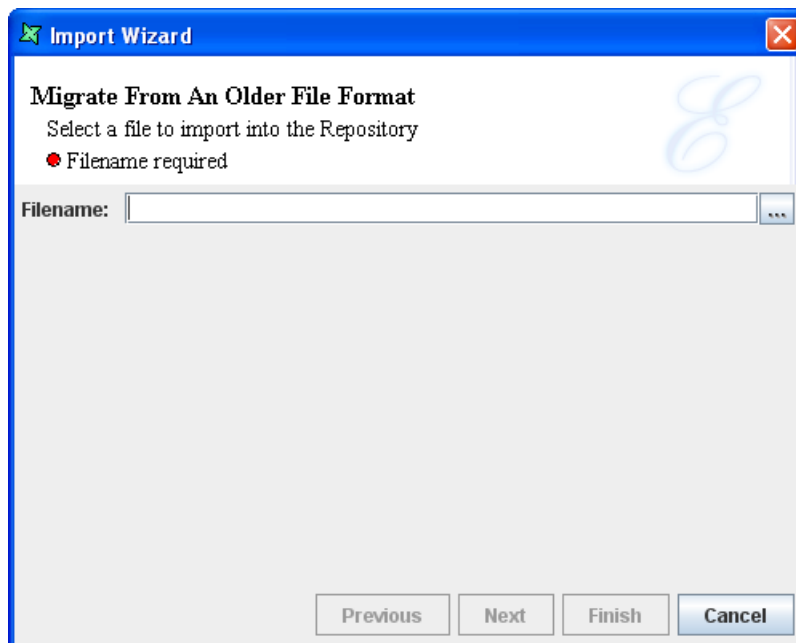 Import Wizard
Migrate From An Older File Format
Select a file to import into the Repository
Filename required
Filename:
...
Previous Next Finish Cancel